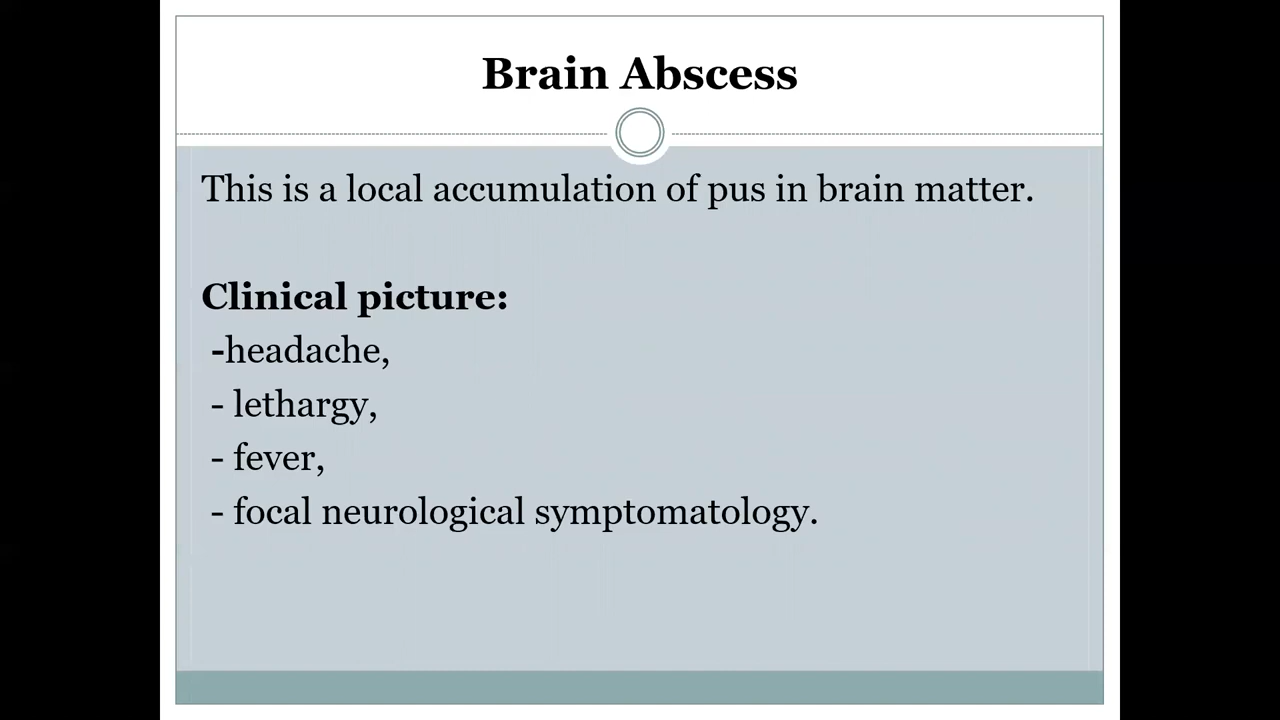 Brain Abscess
This is a local accumulation of pus in brain matter.
Clinical picture:
-headache,
- lethargy,
- fever,
- focal neurological symptomatology.